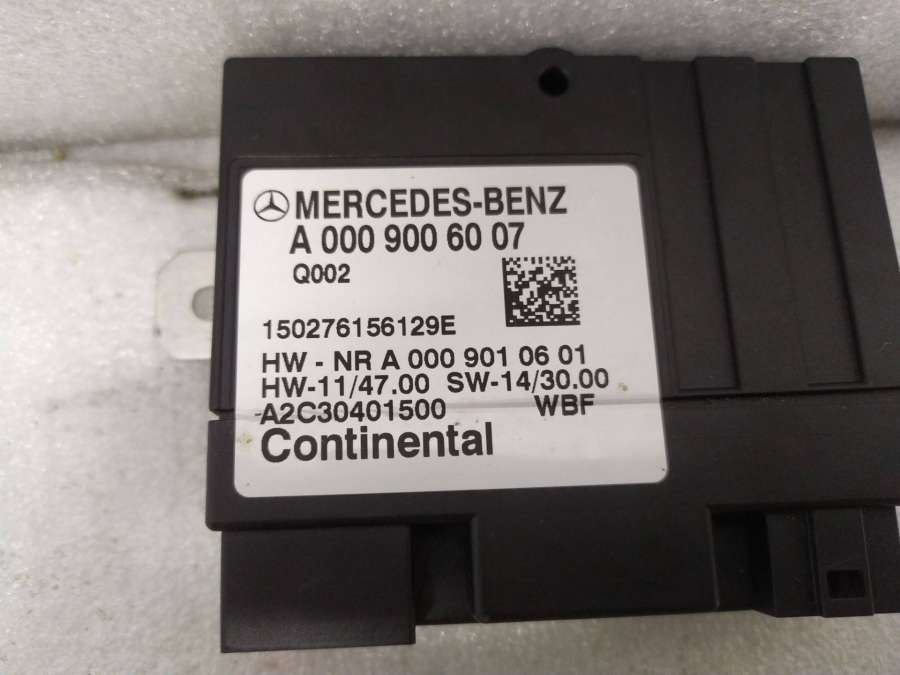 MERCEDES-BENZ
A 000 900 60 07
Q002
150276156129E
HW - NR A 000 901 06 01
HW-11/47.00 SW-14/30.00
A2C30401500 WBF
Continental